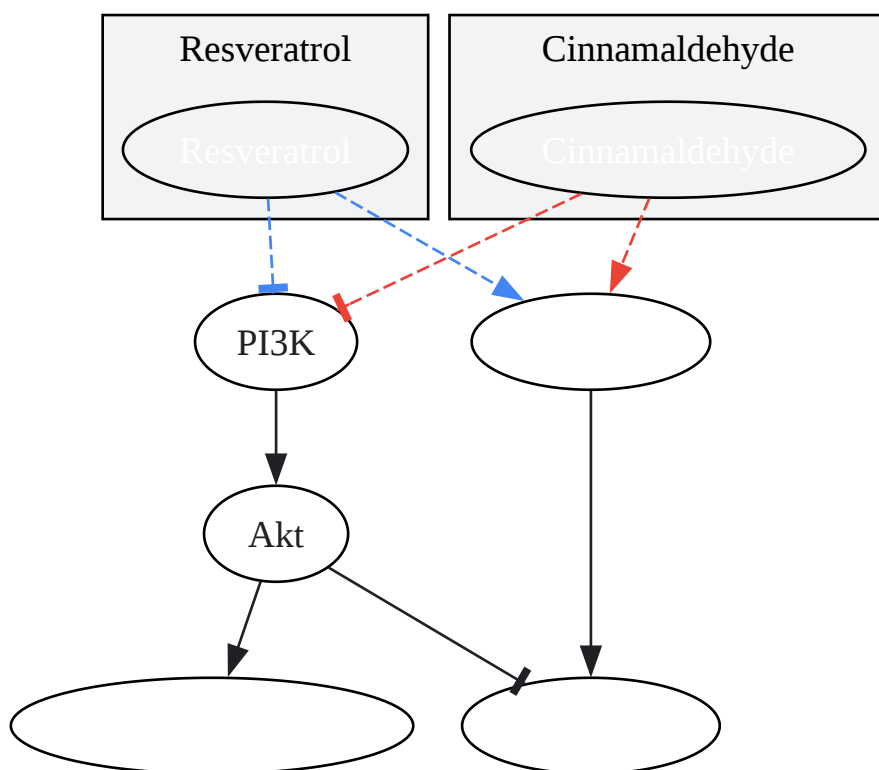 Resveratrol
Cinnamaldehyde
Resveratrol
Cinnamaldehyde
PI3K
Akt